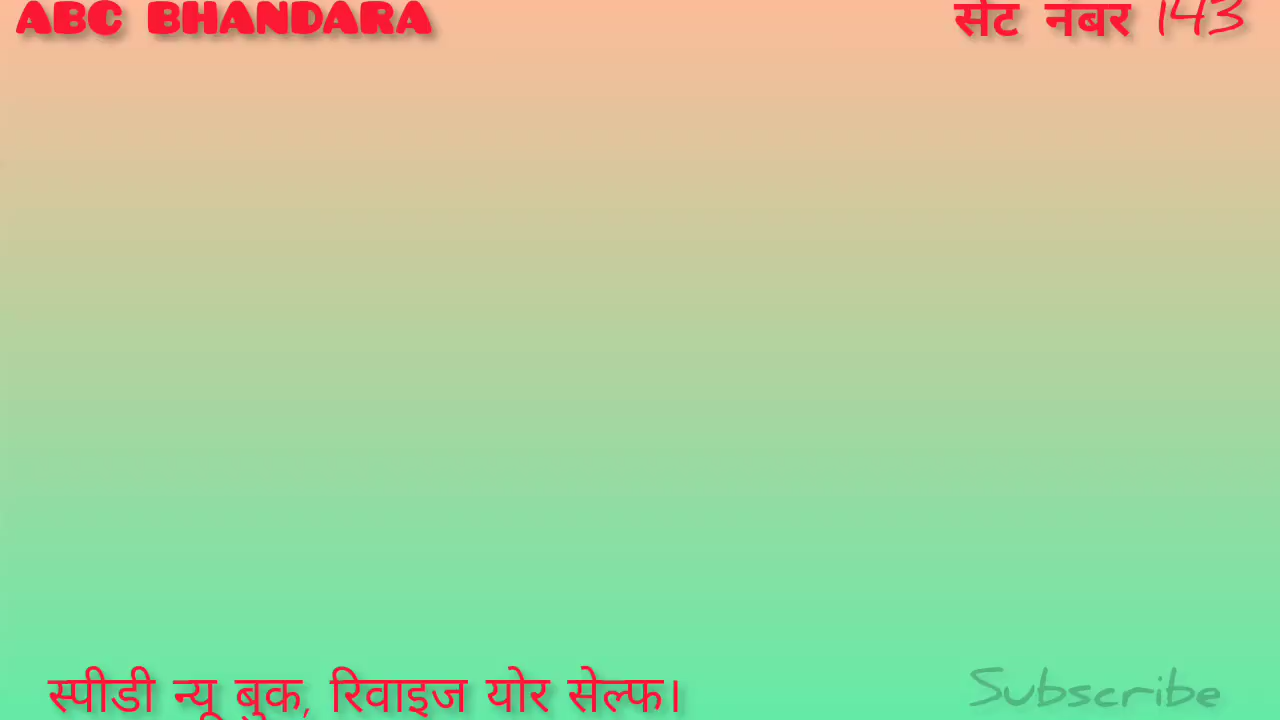 ABC BHANDARA
सेट नंबर 143
स्पीडी न्यू बुक, रिवाइज योर सेल्फ।
Subscribe